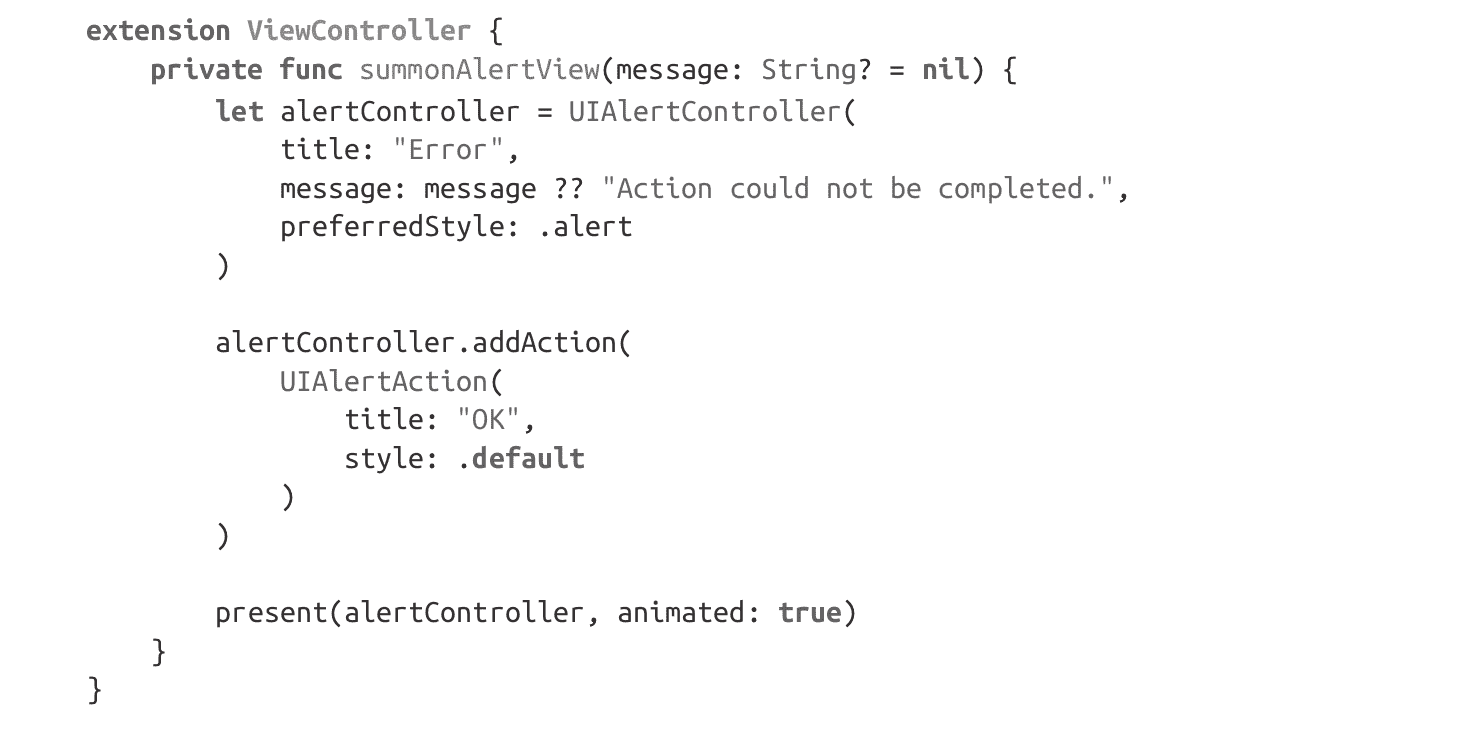 extension ViewController {
    private func summonAlertView(message: String? = nil) {
        let alertController = UIAlertController(
            title: "Error",
            message: message ?? "Action could not be completed.",
            preferredStyle: .alert
        )

        alertController.addAction(
            UIAlertAction(
                title: "OK",
                style: .default
            )
        )

        present(alertController, animated: true)
    }
}